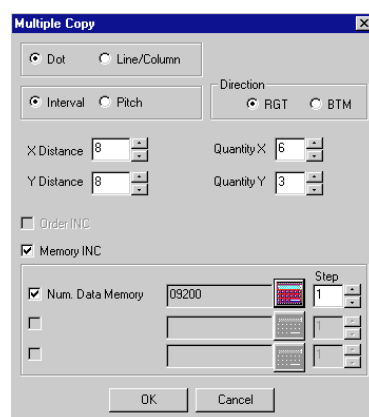 Multiple Copy
Dot Line/Column
Interval Pitch
Direction
RGT BTM
X Distance 8 Quantity X 6
Y Distance 8 Quantity Y 3
Order INC
Memory INC
Step
Num. Data Memory 09200 1
1
1
OK Cancel